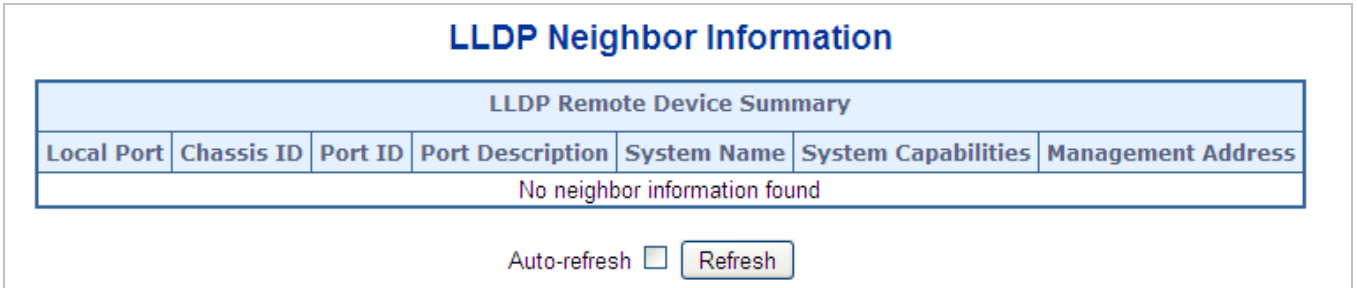 LLDP Neighbor Information
LLDP Remote Device Summary
Local Port Chassis ID Port ID Port Description System Name System Capabilities Management Address
No neighbor information found
Auto-refresh Refresh